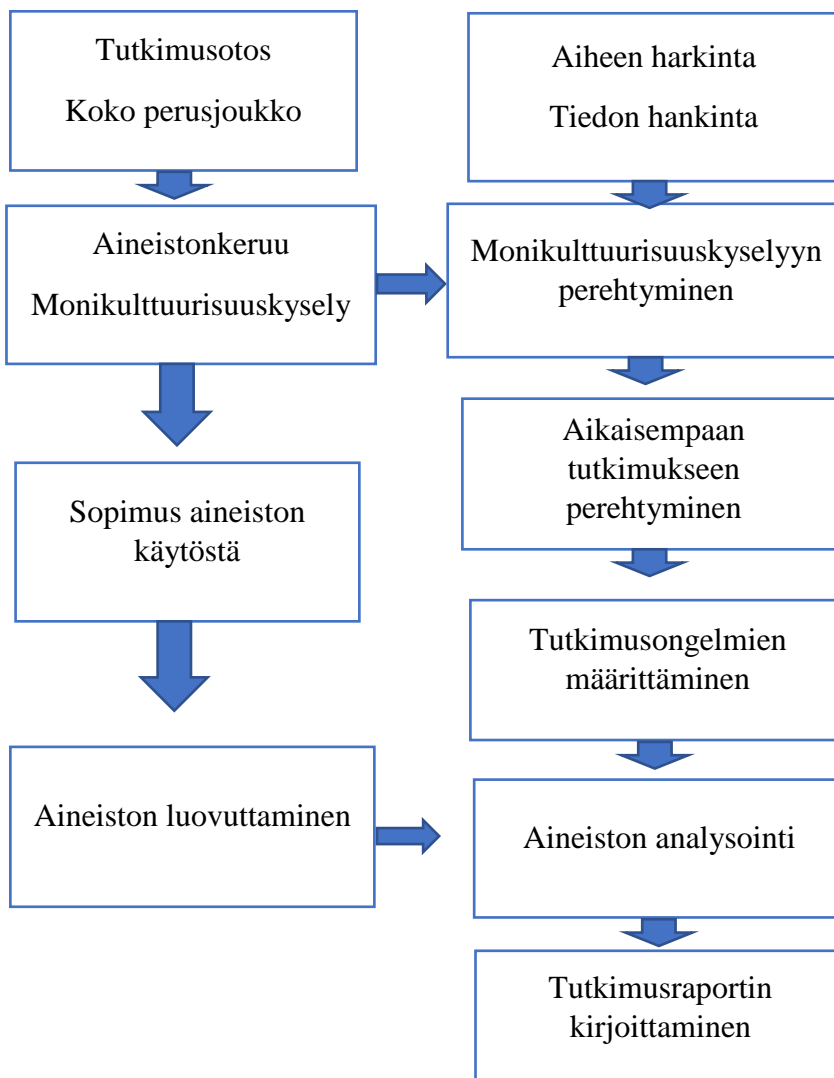 Tutkimusotos
Koko perusjoukko
Aineistonkeruu
Monikulttuurisuuskysely
Sopimus aineiston
käytöstä
Aineiston luovuttaminen
Aiheen harkinta
Tiedon hankinta
Monikulttuurisuuskyselyyn
perehtyminen
Aikaisempaan
tutkimukseen
perehtyminen
Tutkimusongelmien
määrittäminen
Aineiston analysointi
Tutkimusraportin
kirjoittaminen